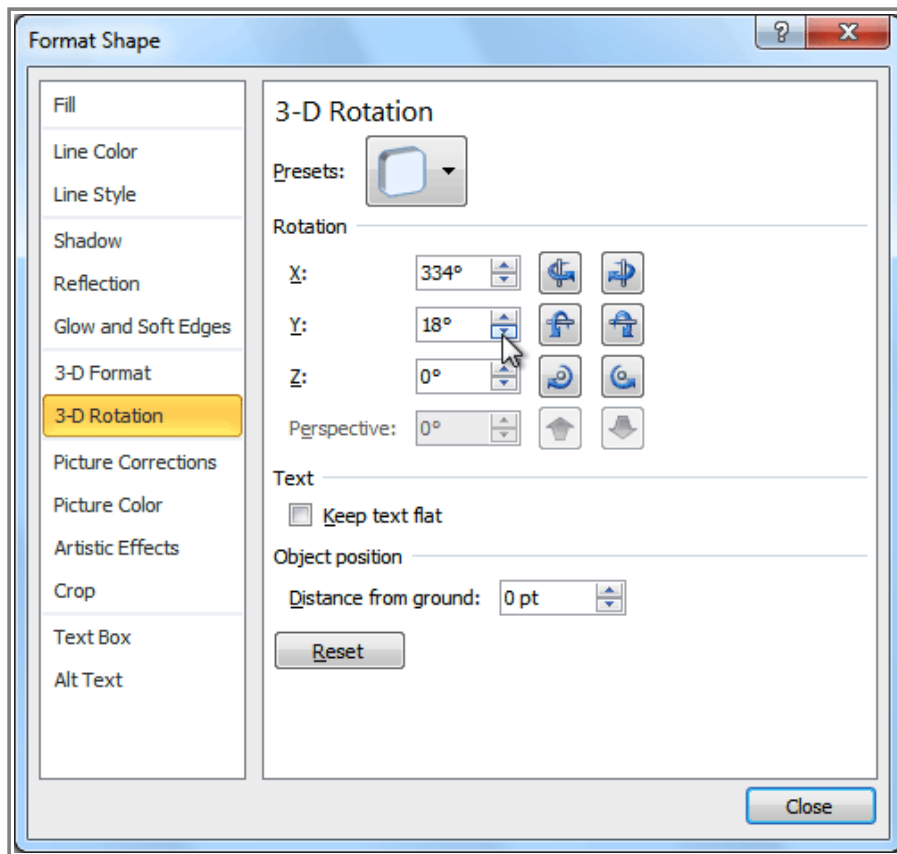 Format Shape
Fill
Line Color
Line Style
Shadow
Reflection
Glow and Soft Edges
3-D Format
3-D Rotation
Picture Corrections
Picture Color
Artistic Effects
Crop
Text Box
Alt Text
3-D Rotation
Presets:
Rotation
X: 334°
Y: 18°
Z: 0°
Perspective: 0°
Text
Keep text flat
Object position
Distance from ground: 0 pt
Reset
Close